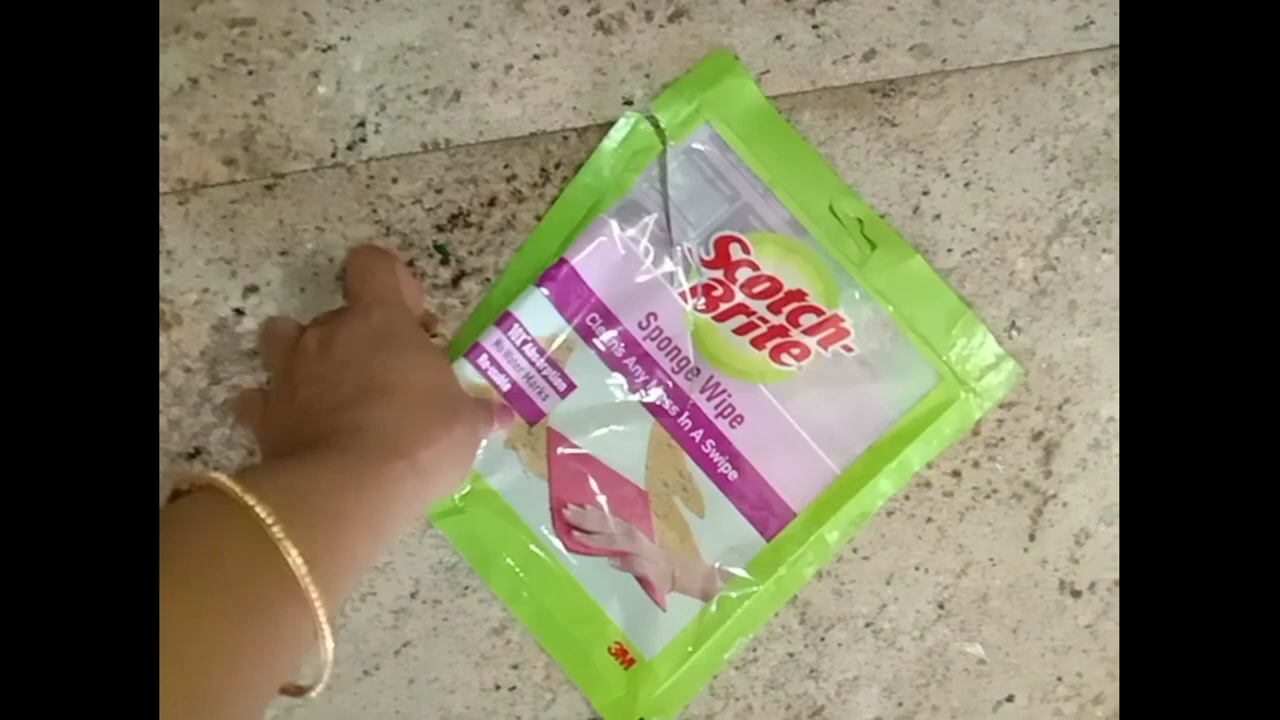 Scotch-
Brite
Sponge Wipe
Cleans Any Mess In A Swipe
10X Absorption
No Water Marks
Re-usable
3M